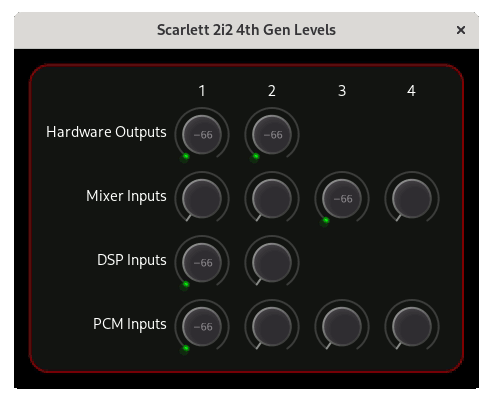 Scarlett 2i2 4th Gen Levels ×
1 2 3 4
Hardware Outputs -66 -66
Mixer Inputs -66
DSP Inputs -66
PCM Inputs -66